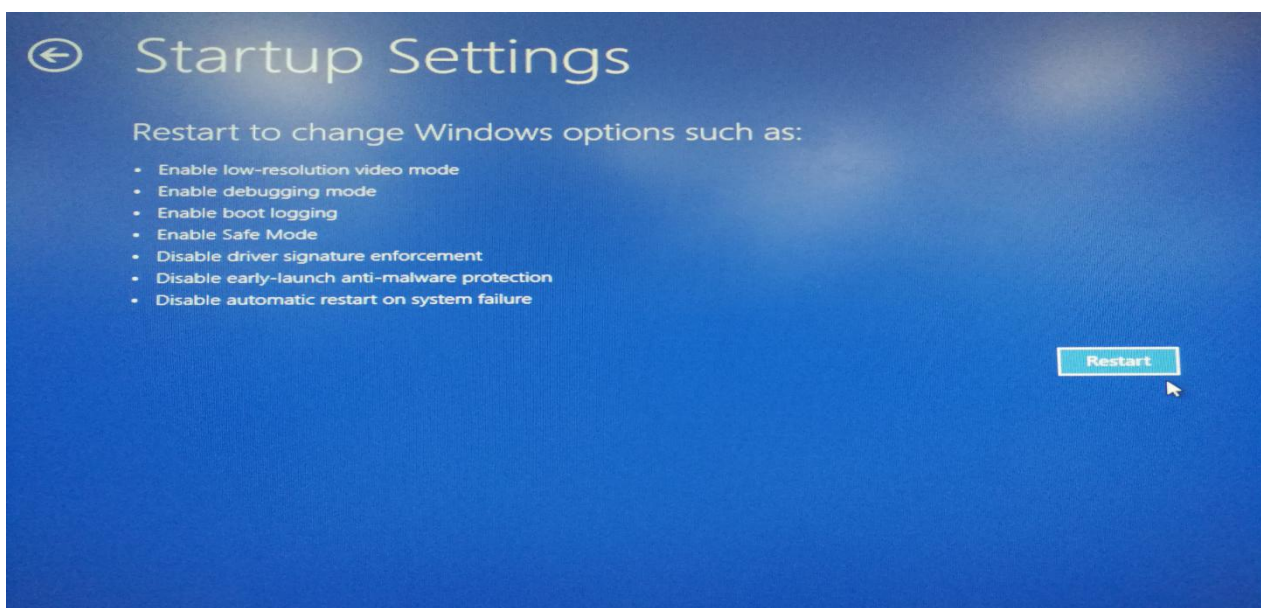 Startup Settings
Restart to change Windows options such as:
• Enable low-resolution video mode
• Enable debugging mode
• Enable boot logging
• Enable Safe Mode
• Disable driver signature enforcement
• Disable early-launch anti-malware protection
• Disable automatic restart on system failure
Restart